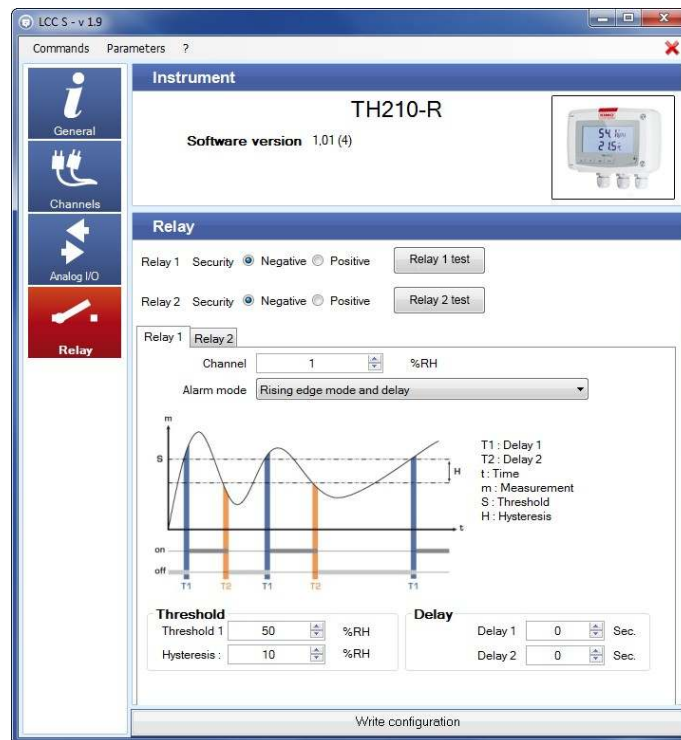 LCC S - v 1.9
Commands Parameters ?
General
Channels
Analog I/O
Relay
Instrument
TH210-R
Software version 1,01 (4)
Relay
Relay 1 Security Negative Positive Relay 1 test
Relay 2 Security Negative Positive Relay 2 test
Relay 1 Relay 2
Channel 1 %RH
Alarm mode Rising edge mode and delay
m
S
H
t
on
off
T1 T2 T1 T2 T1
T1 : Delay 1
T2 : Delay 2
t : Time
m : Measurement
S : Threshold
H : Hysteresis
Threshold
Threshold 1 50 %RH
Hysteresis : 10 %RH
Delay
Delay 1 0 Sec.
Delay 2 0 Sec.
Write configuration